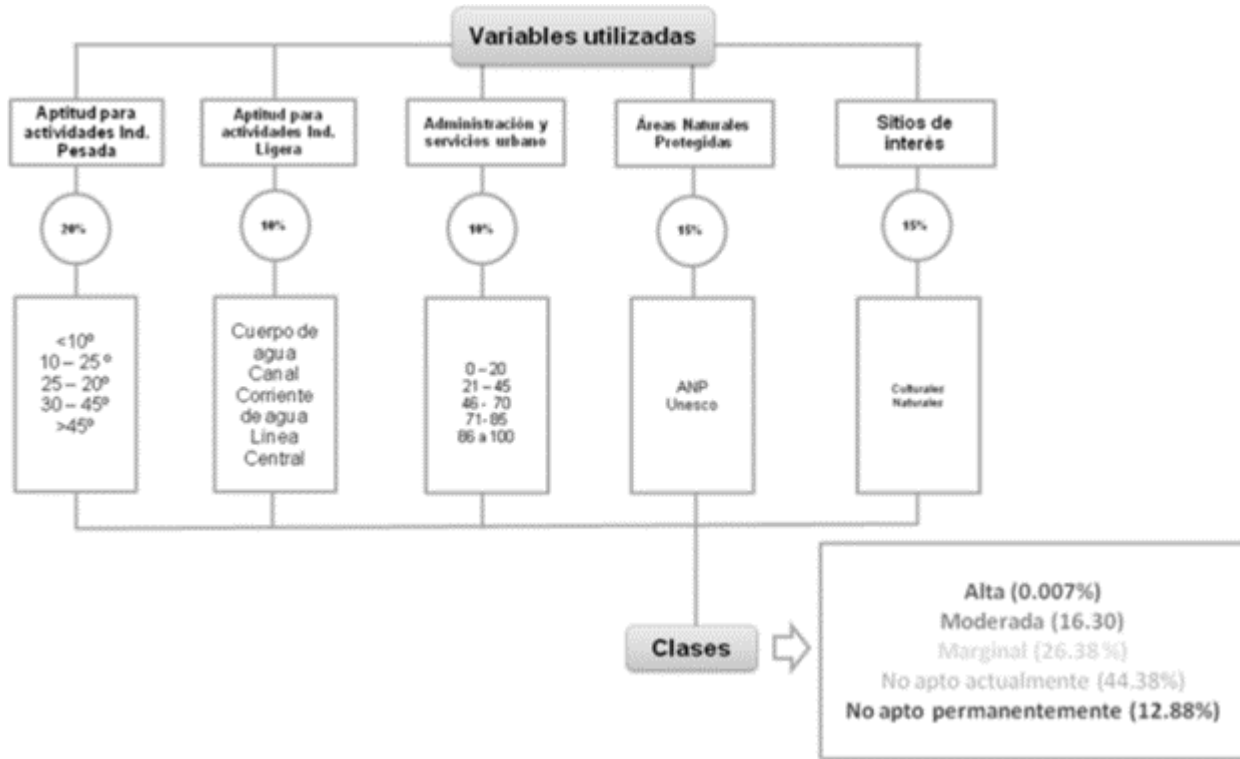 Variables utilizadas
Aptitud para
actividades Ind.
Pesada
Aptitud para
actividades Ind.
Ligera
Administración y
servicios urbano
Áreas Naturales
Protegidas
Sitios de
interés
20%
10%
10%
15%
15%
<10º
10 – 25 º
25 – 20º
30 – 45º
>45º
Cuerpo de
agua
Canal
Corriente
de agua
Línea
Central
0 – 20
21 – 45
46 - 70
71- 85
86 a 100
ANP
Unesco
Culturales
Naturales
Clases
Alta (0.007%)
Moderada (16.30)
Marginal (26.38%)
No apto actualmente (44.38%)
No apto permanentemente (12.88%)